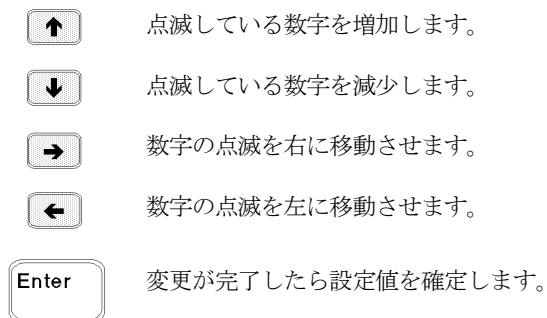 ↑ 点滅している数字を増加します。
↓ 点滅している数字を減少します。
→ 数字の点滅を右に移動させます。
← 数字の点滅を左に移動させます。
Enter 変更が完了したら設定値を確定します。